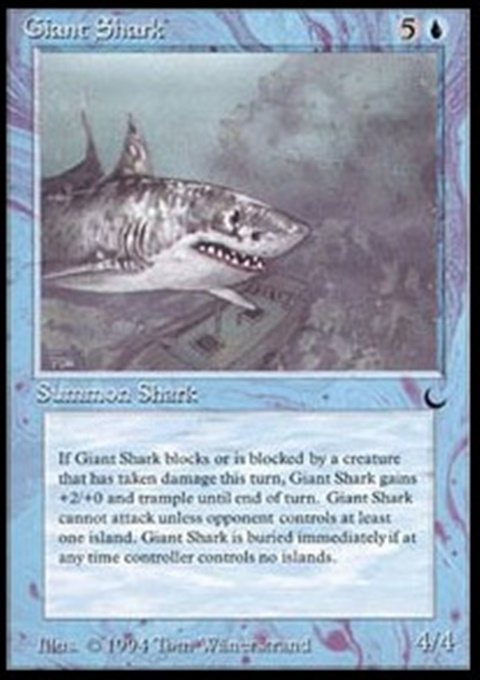 Giant Shark
5
Summon Shark
If Giant Shark blocks or is blocked by a creature
that has taken damage this turn, Giant Shark gains
+2/+0 and trample until end of turn. Giant Shark
cannot attack unless opponent controls at least
one island. Giant Shark is buried immediately if at
any time controller controls no islands.
Illus. © 1994 Tom Wänerstrand
4/4